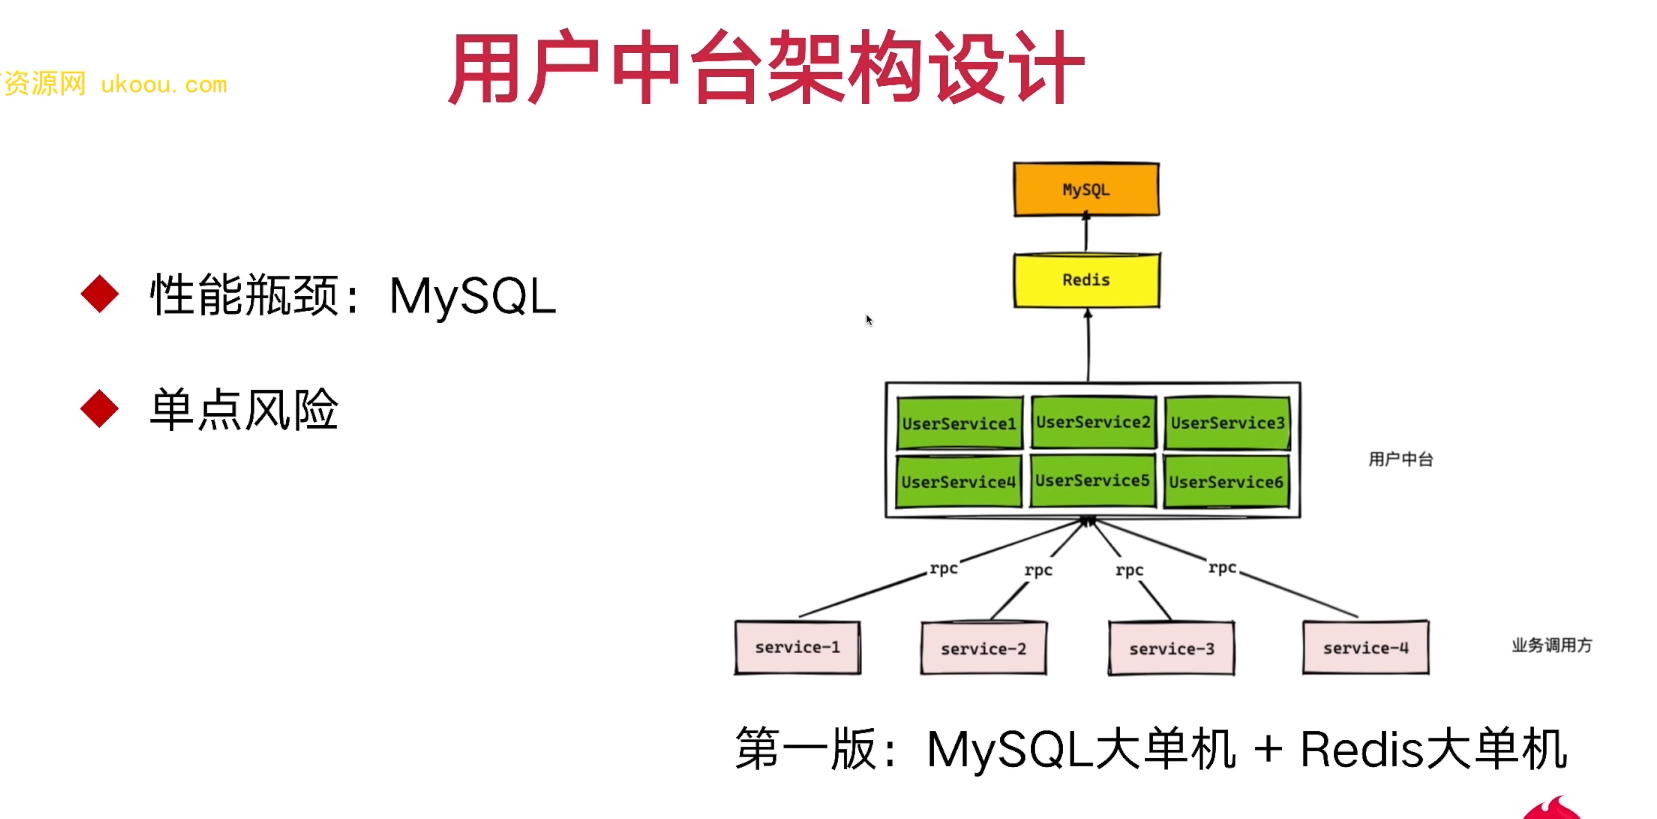 用户中台架构设计
资源网 ukoou.com
MySQL
Redis
性能瓶颈：MySQL
单点风险
UserService1 UserService2 UserService3
UserService4 UserService5 UserService6
用户中台
rpc rpc rpc rpc
service-1 service-2 service-3 service-4
业务调用方
第一版：MySQL大单机 + Redis大单机